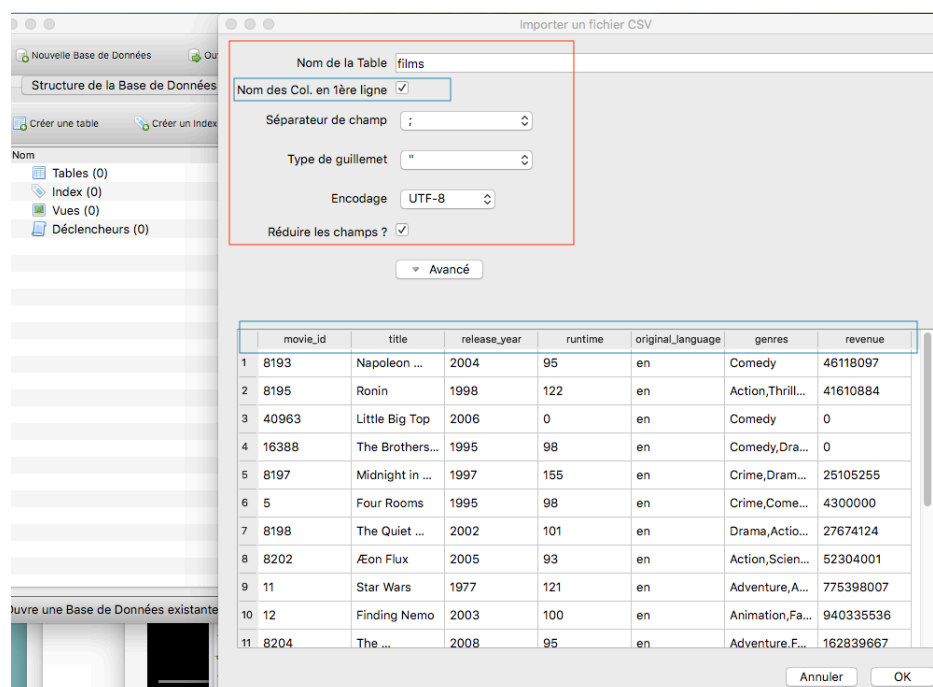 Importer un fichier CSV
Nouvelle Base de Données Ou
Structure de la Base de Données
Créer une table Créer un Index
Nom
Tables (0)
Index (0)
Vues (0)
Déclencheurs (0)
Nom de la Table films
Nom des Col. en 1ère ligne
Séparateur de champ ;
Type de guillemet "
Encodage UTF-8
Réduire les champs ?
Avancé
movie_id title release_year runtime original_language genres revenue
1 8193 Napoleon ... 2004 95 en Comedy 46118097
2 8195 Ronin 1998 122 en Action,Thrill... 41610884
3 40963 Little Big Top 2006 0 en Comedy 0
4 16388 The Brothers... 1995 98 en Comedy,Dra... 0
5 8197 Midnight in ... 1997 155 en Crime,Dram... 25105255
6 5 Four Rooms 1995 98 en Crime,Come... 4300000
7 8198 The Quiet ... 2002 101 en Drama,Actio... 27674124
8 8202 Æon Flux 2005 93 en Action,Scien... 52304001
9 11 Star Wars 1977 121 en Adventure,A... 775398007
10 12 Finding Nemo 2003 100 en Animation,Fa... 940335536
11 8204 The ... 2008 95 en Adventure,F... 162839667
Ouvre une Base de Données existante
Annuler OK